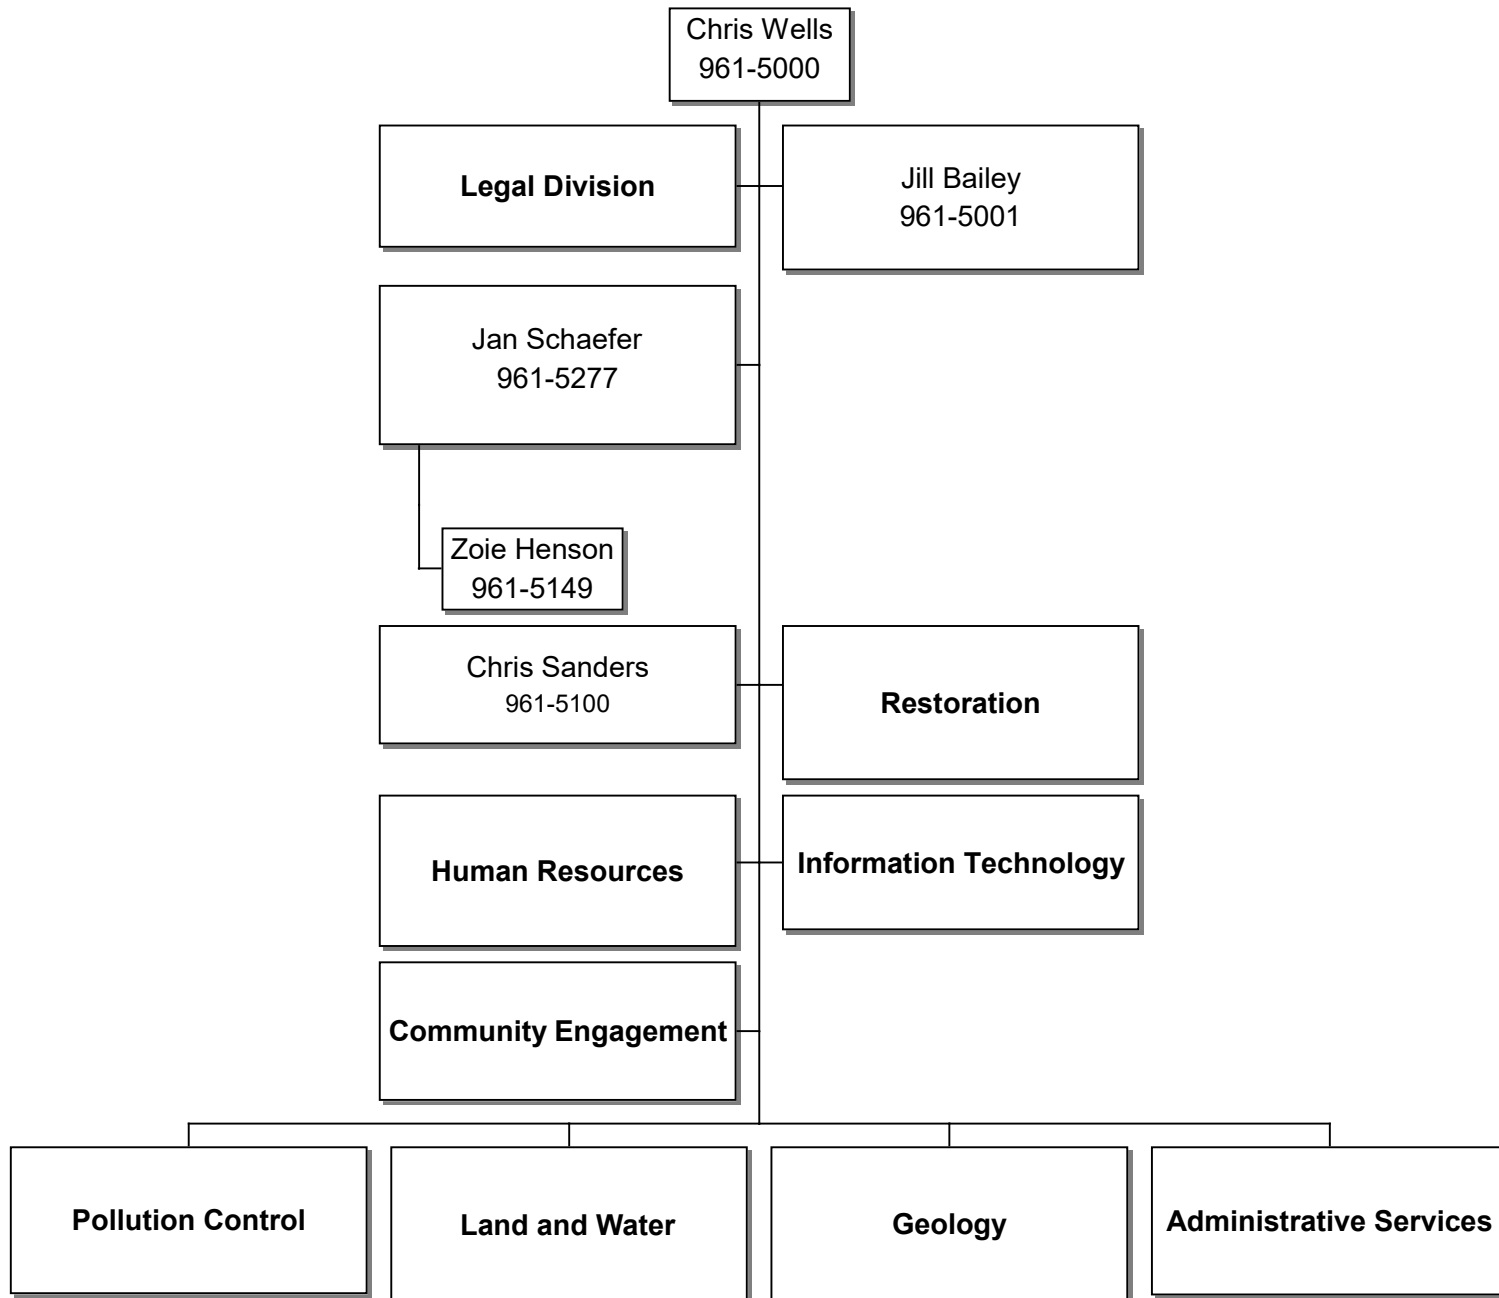 Chris Wells
961-5000
Legal Division
Jill Bailey
961-5001
Jan Schaefer
961-5277
Zoie Henson
961-5149
Chris Sanders
961-5100
Restoration
Human Resources
Information Technology
Community Engagement
Pollution Control
Land and Water
Geology
Administrative Services